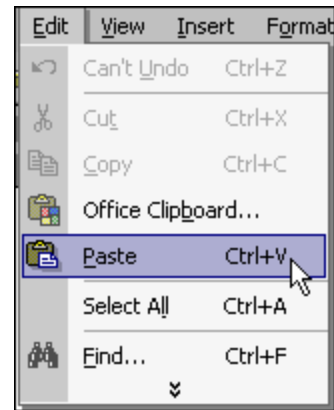 Edit View Insert Format
Can't Undo Ctrl+Z
Cut Ctrl+X
Copy Ctrl+C
Office Clipboard...
Paste Ctrl+V
Select All Ctrl+A
Find... Ctrl+F